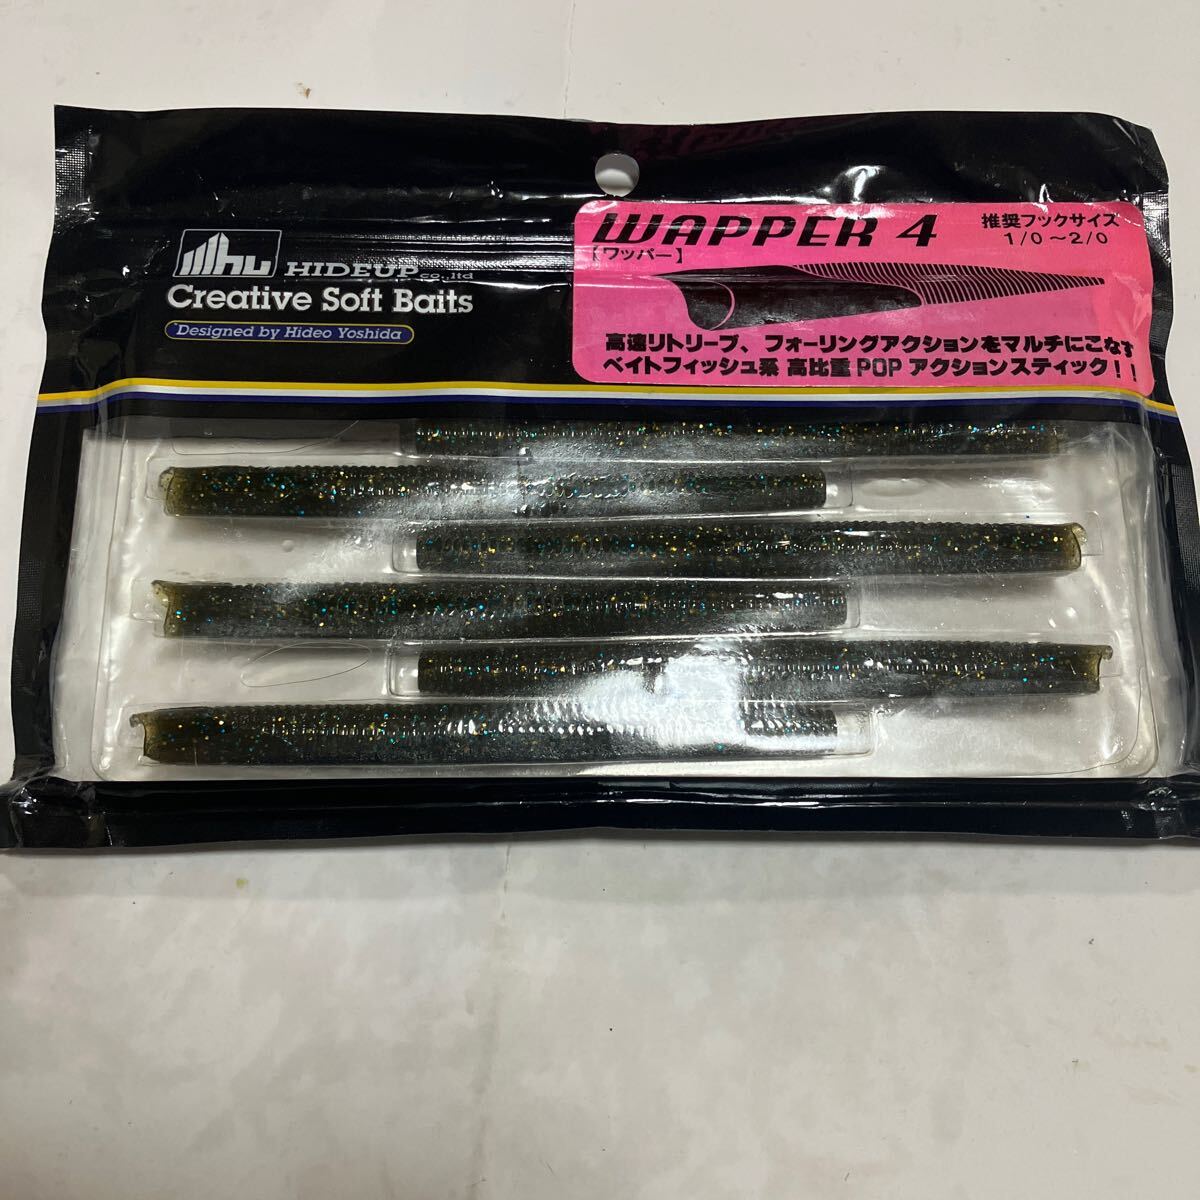 HIDEUP co.,ltd
Creative Soft Baits
Designed by Hideo Yoshida
WAPPER 4
【ワッパー】
推奨フックサイズ
1/0～2/0
高速リトリーブ、フォーリングアクションをマルチにこなす
ベイトフィッシュ系 高比重POPアクションスティック！！